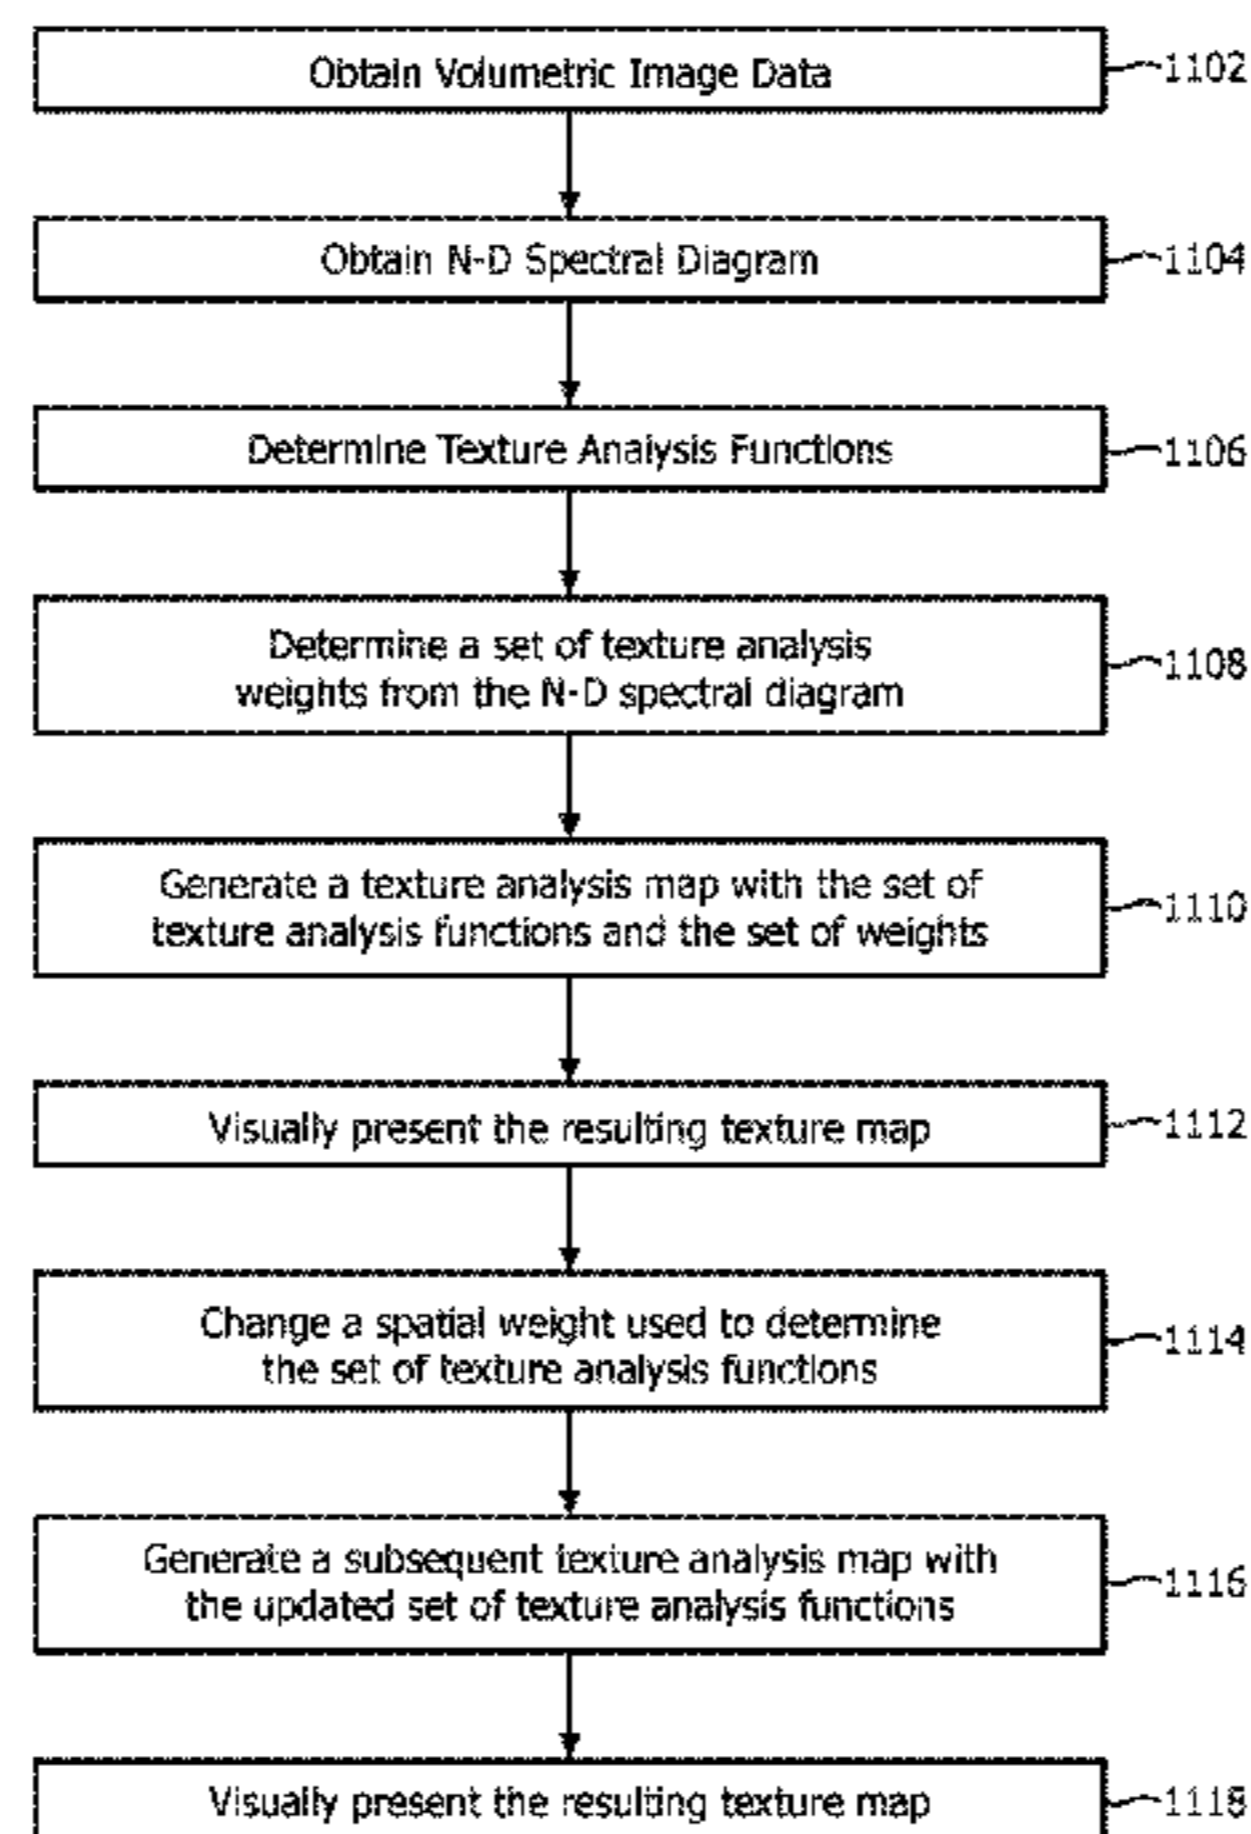 Obtain Volumetric Image Data
1102
Obtain N-D Spectral Diagram
1104
Determine Texture Analysis Functions
1106
Determine a set of texture analysis
weights from the N-D spectral diagram
1108
Generate a texture analysis map with the set of
texture analysis functions and the set of weights
1110
Visually present the resulting texture map
1112
Change a spatial weight used to determine
the set of texture analysis functions
1114
Generate a subsequent texture analysis map with
the updated set of texture analysis functions
1116
Visually present the resulting texture map
1118